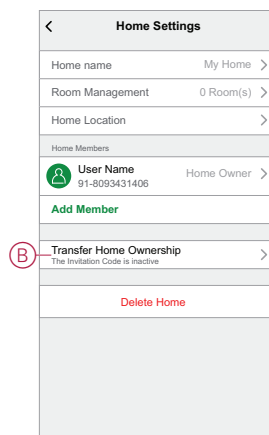 Home Settings
Home name My Home
Room Management 0 Room(s)
Home Location
Home Members
User Name Home Owner
91-8093431406
Add Member
B
Transfer Home Ownership
The Invitation Code is inactive
Delete Home